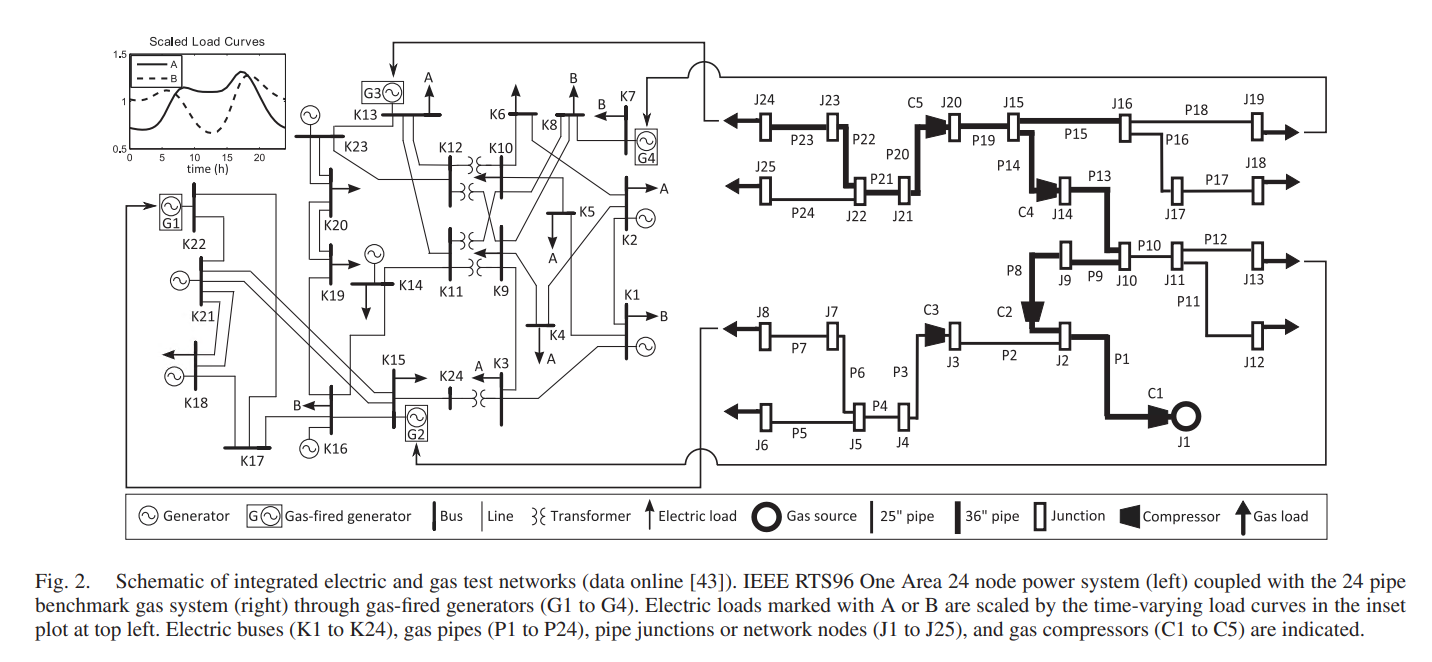 Scaled Load Curves
1.5
A
B
1
0.5
0 5 10 15 20
time (h)
G3
A
K13
K23
K6
B
K8
B
K7
G4
K12
K10
K20
K5
A
K2
A
G1
K22
K21
K19
K14
K11
K9
K4
A
K1
B
K18
K15
K24
A
K3
B
K16
G2
K17
J24
J23
C5
J20
J15
J16
P18
J19
P23
P22
P19
P15
P16
P20
P14
J25
P21
P13
J18
P24
J22
J21
C4
J14
J17
P17
P8
J9
P9
P10
J10
J11
P12
J13
P11
C2
J8
J7
C3
J3
P2
J2
P1
J12
P7
P6
P3
C1
P4
J6
P5
J5
J4
J1
Generator
G
Gas-fired generator
Bus
Line
Transformer
Electric load
Gas source
25" pipe
36" pipe
Junction
Compressor
Gas load
Fig. 2. Schematic of integrated electric and gas test networks (data online [43]). IEEE RTS96 One Area 24 node power system (left) coupled with the 24 pipe
benchmark gas system (right) through gas-fired generators (G1 to G4). Electric loads marked with A or B are scaled by the time-varying load curves in the inset
plot at top left. Electric buses (K1 to K24), gas pipes (P1 to P24), pipe junctions or network nodes (J1 to J25), and gas compressors (C1 to C5) are indicated.